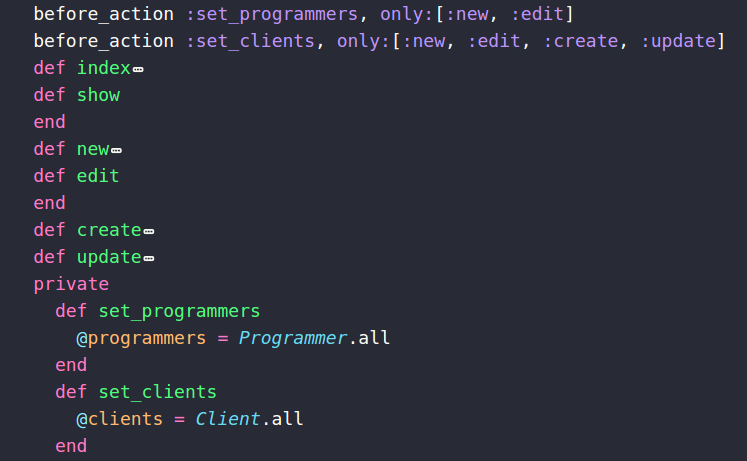 before_action :set_programmers, only:[:new, :edit]
before_action :set_clients, only:[:new, :edit, :create, :update]
def index…
def show
end
def new…
def edit
end
def create…
def update…
private
def set_programmers
@programmers = Programmer.all
end
def set_clients
@clients = Client.all
end